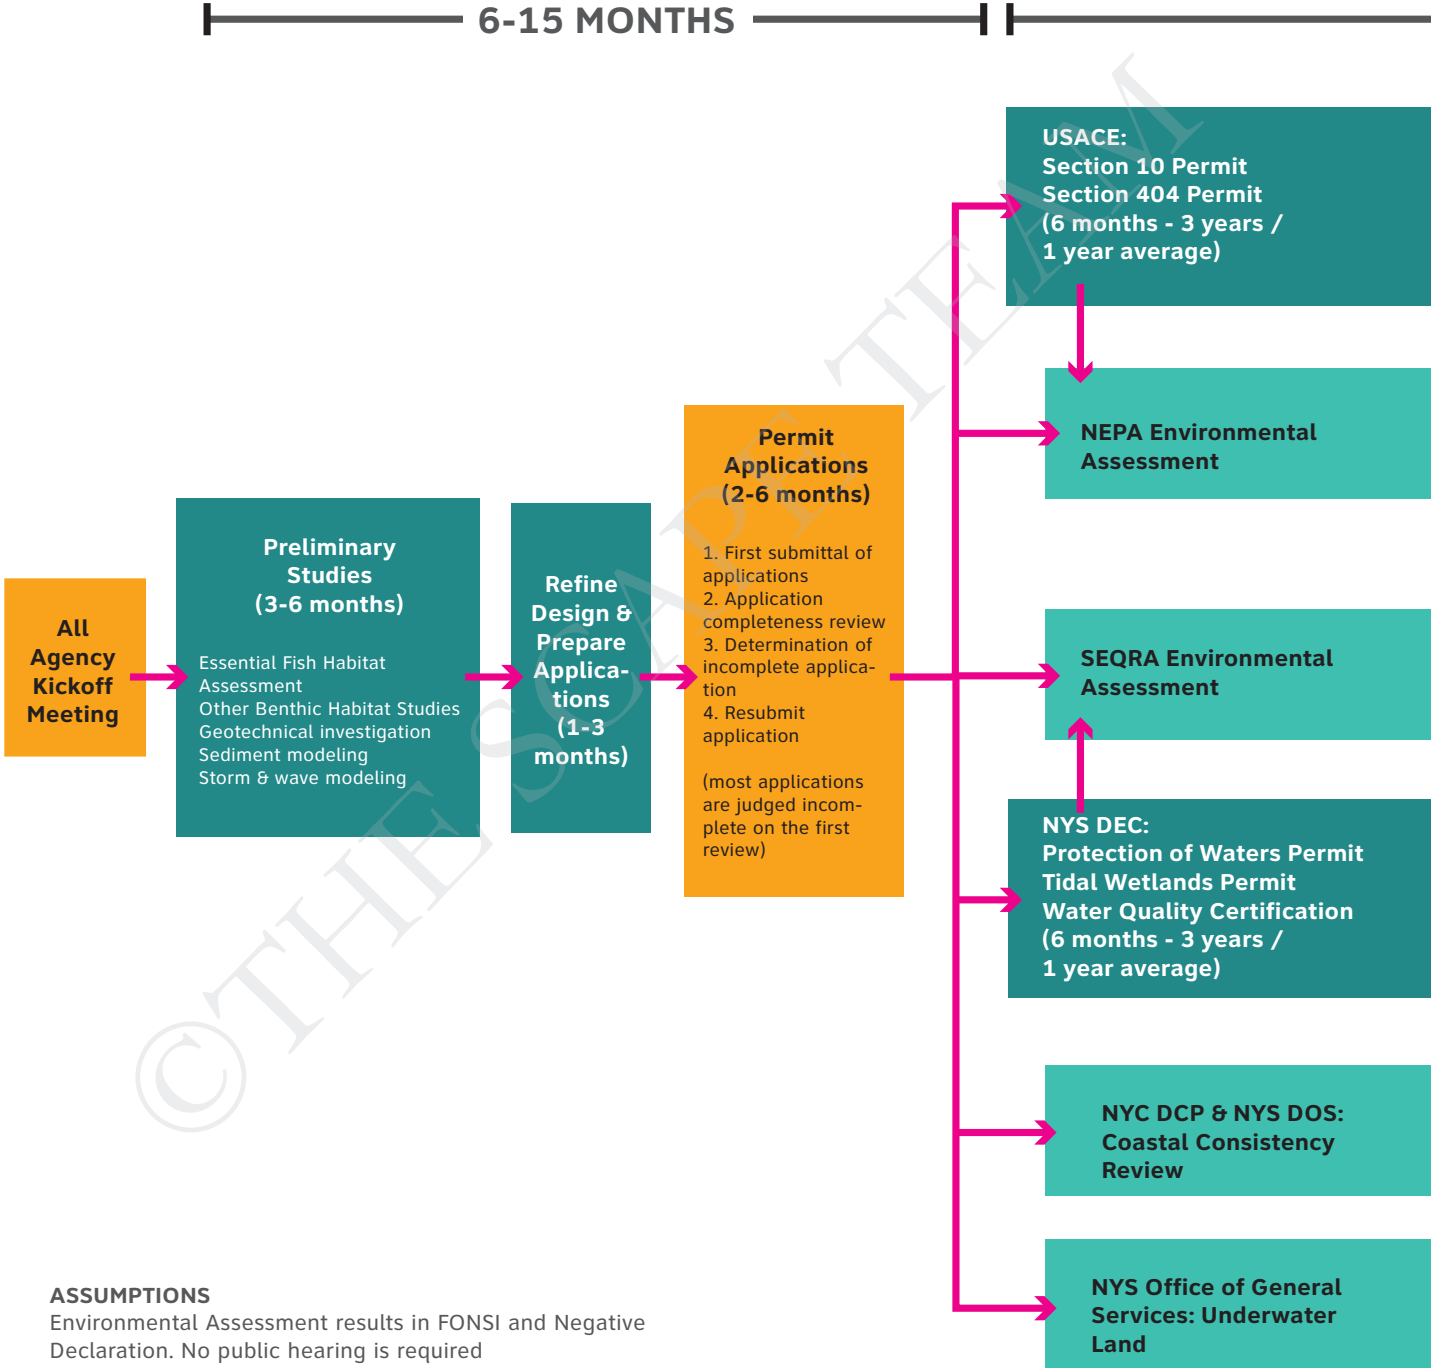 6-15 MONTHS
All
Agency
Kickoff
Meeting
Preliminary
Studies
(3-6 months)
Essential Fish Habitat
Assessment
Other Benthic Habitat Studies
Geotechnical investigation
Sediment modeling
Storm & wave modeling
Refine
Design &
Prepare
Applica-
tions
(1-3
months)
Permit
Applications
(2-6 months)
1. First submittal of
applications
2. Application
completeness review
3. Determination of
incomplete applica-
tion
4. Resubmit
application
(most applications
are judged incom-
plete on the first
review)
USACE:
Section 10 Permit
Section 404 Permit
(6 months - 3 years /
1 year average)
NEPA Environmental
Assessment
SEQRA Environmental
Assessment
NYS DEC:
Protection of Waters Permit
Tidal Wetlands Permit
Water Quality Certification
(6 months - 3 years /
1 year average)
NYC DCP & NYS DOS:
Coastal Consistency
Review
NYS Office of General
Services: Underwater
Land
ASSUMPTIONS
Environmental Assessment results in FONSI and Negative
Declaration. No public hearing is required
©THE SCAPE TEAM